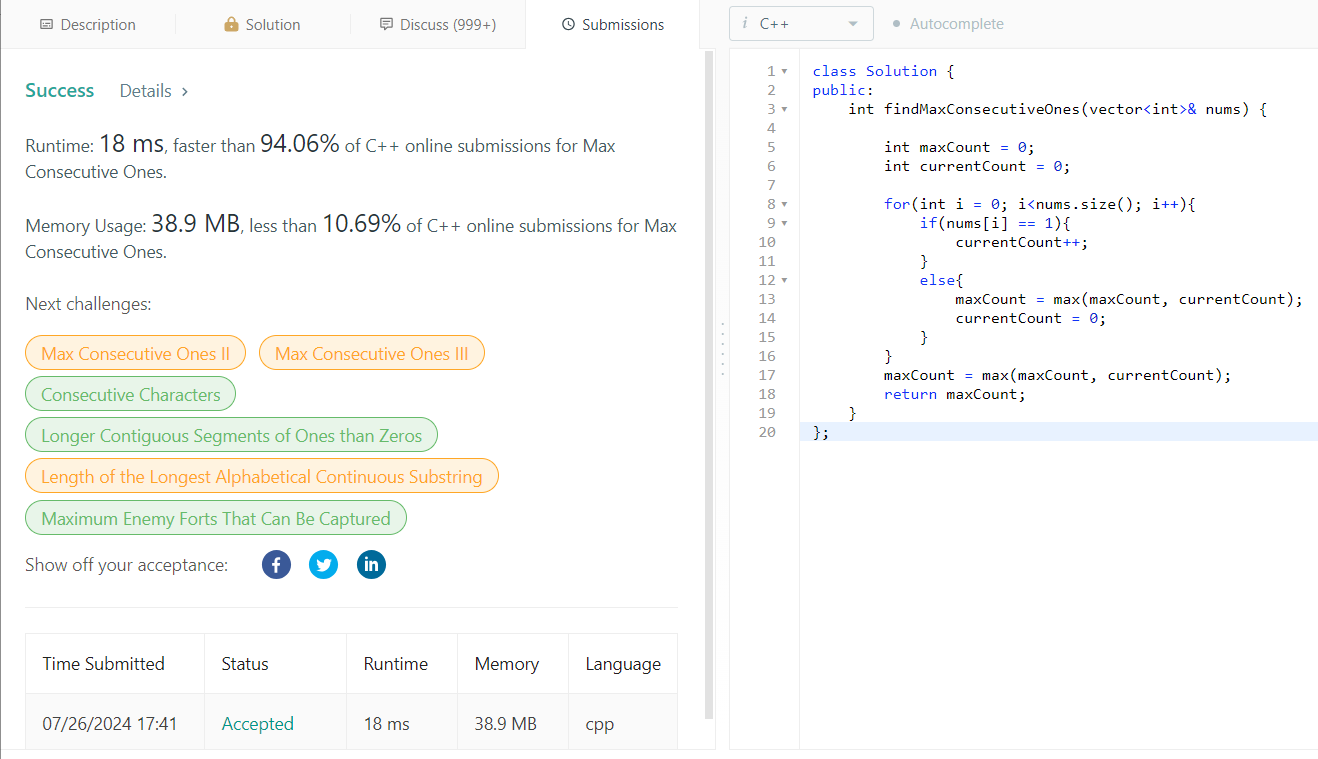 Description
Solution
Discuss (999+)
Submissions
Success Details >
Runtime: 18 ms, faster than 94.06% of C++ online submissions for Max
Consecutive Ones.
Memory Usage: 38.9 MB, less than 10.69% of C++ online submissions for Max
Consecutive Ones.
Next challenges:
Max Consecutive Ones II
Max Consecutive Ones III
Consecutive Characters
Longer Contiguous Segments of Ones than Zeros
Length of the Longest Alphabetical Continuous Substring
Maximum Enemy Forts That Can Be Captured
Show off your acceptance: f in
Time Submitted Status Runtime Memory Language
07/26/2024 17:41 Accepted 18 ms 38.9 MB cpp
i C++ Autocomplete
1 class Solution {
2 public:
3     int findMaxConsecutiveOnes(vector<int>& nums) {
4
5         int maxCount = 0;
6         int currentCount = 0;
7
8         for(int i = 0; i<nums.size(); i++){
9             if(nums[i] == 1){
10                 currentCount++;
11             }
12             else{
13                 maxCount = max(maxCount, currentCount);
14                 currentCount = 0;
15             }
16         }
17         maxCount = max(maxCount, currentCount);
18         return maxCount;
19     }
20 };